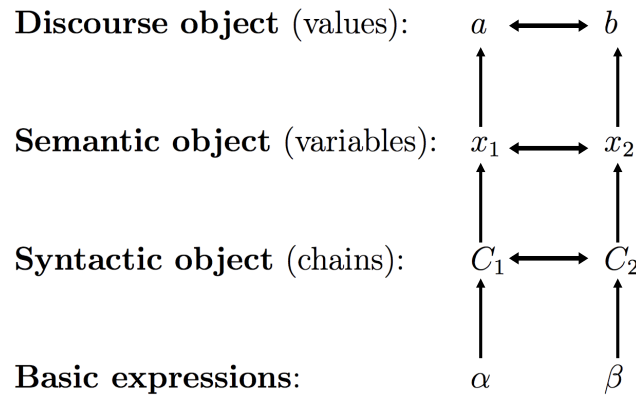 Discourse object (values): a b
Semantic object (variables): x₁ x₂
Syntactic object (chains): C₁ C₂
Basic expressions: α β